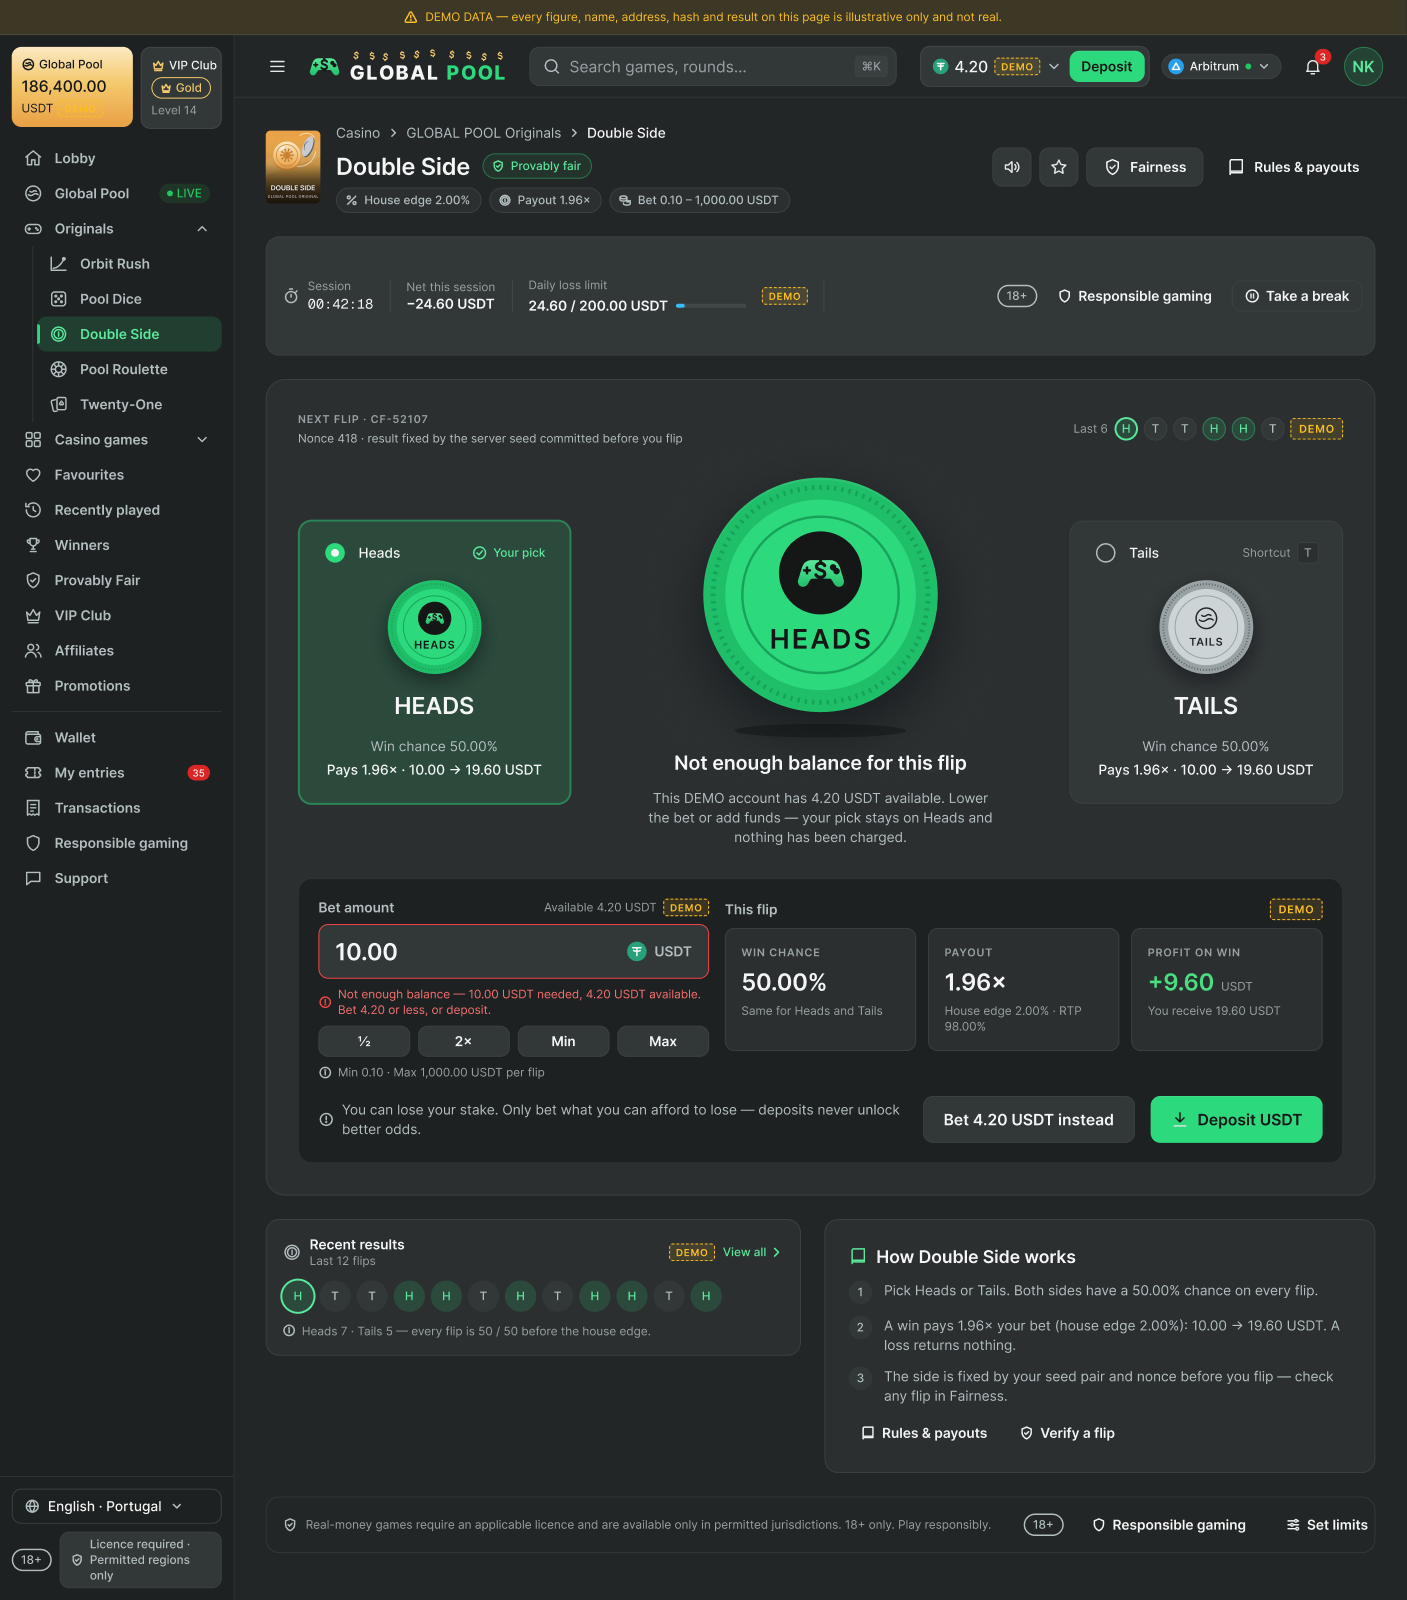 DEMO DATA — every figure, name, address, hash and result on this page is illustrative only and not real.
Global Pool
186,400.00
USDT DEMO
VIP Club
Gold
Level 14
$ $ $ $ $ $ $ $ $ $
GLOBAL POOL
Search games, rounds...
⌘K
4.20 DEMO
Deposit
Arbitrum
3
NK
Lobby
Global Pool
LIVE
Originals
Orbit Rush
Pool Dice
Double Side
Pool Roulette
Twenty-One
Casino games
Favourites
Recently played
Winners
Provably Fair
VIP Club
Affiliates
Promotions
Wallet
My entries
35
Transactions
Responsible gaming
Support
English · Portugal
18+
Licence required ·
Permitted regions
only
DOUBLE SIDE
GLOBAL POOL ORIGINAL
Casino > GLOBAL POOL Originals > Double Side
Double Side
Provably fair
House edge 2.00%
Payout 1.96×
Bet 0.10 – 1,000.00 USDT
Fairness
Rules & payouts
Session
00:42:18
Net this session
−24.60 USDT
Daily loss limit
24.60 / 200.00 USDT
DEMO
18+
Responsible gaming
Take a break
NEXT FLIP · CF-52107
Nonce 418 · result fixed by the server seed committed before you flip
Last 6 H T T H H T DEMO
Heads
Your pick
HEADS
HEADS
Win chance 50.00%
Pays 1.96× · 10.00 → 19.60 USDT
$
HEADS
Not enough balance for this flip
This DEMO account has 4.20 USDT available. Lower
the bet or add funds — your pick stays on Heads and
nothing has been charged.
Tails
Shortcut T
TAILS
TAILS
Win chance 50.00%
Pays 1.96× · 10.00 → 19.60 USDT
Bet amount
Available 4.20 USDT DEMO
10.00
USDT
Not enough balance — 10.00 USDT needed, 4.20 USDT available.
Bet 4.20 or less, or deposit.
½
2×
Min
Max
Min 0.10 · Max 1,000.00 USDT per flip
This flip
DEMO
WIN CHANCE
50.00%
Same for Heads and Tails
PAYOUT
1.96×
House edge 2.00% · RTP
98.00%
PROFIT ON WIN
+9.60 USDT
You receive 19.60 USDT
You can lose your stake. Only bet what you can afford to lose — deposits never unlock
better odds.
Bet 4.20 USDT instead
Deposit USDT
Recent results
Last 12 flips
DEMO
View all
H T T H H T H T H H T H
Heads 7 · Tails 5 — every flip is 50 / 50 before the house edge.
How Double Side works
1 Pick Heads or Tails. Both sides have a 50.00% chance on every flip.
2 A win pays 1.96× your bet (house edge 2.00%): 10.00 → 19.60 USDT. A
loss returns nothing.
3 The side is fixed by your seed pair and nonce before you flip — check
any flip in Fairness.
Rules & payouts
Verify a flip
Real-money games require an applicable licence and are available only in permitted jurisdictions. 18+ only. Play responsibly.
18+
Responsible gaming
Set limits